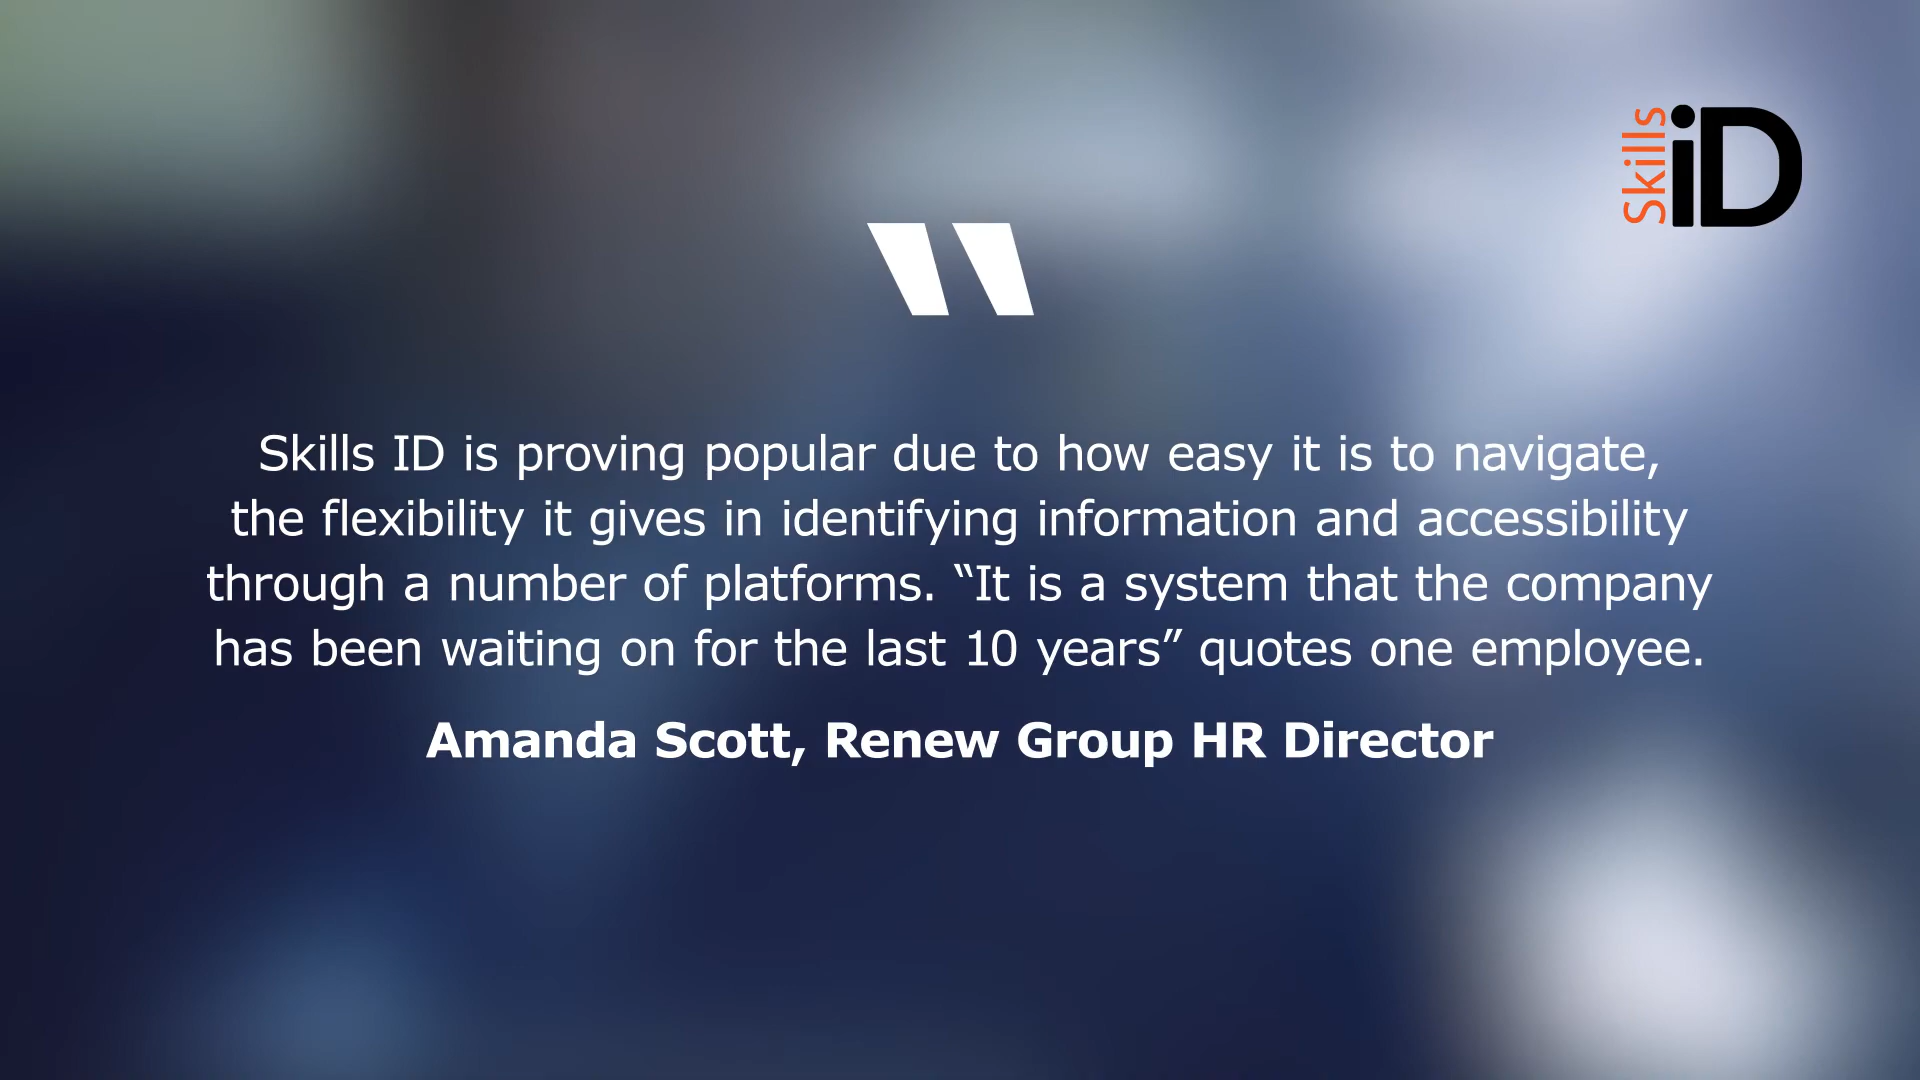 Skills iD
“
Skills ID is proving popular due to how easy it is to navigate,
the flexibility it gives in identifying information and accessibility
through a number of platforms. “It is a system that the company
has been waiting on for the last 10 years” quotes one employee.
Amanda Scott, Renew Group HR Director